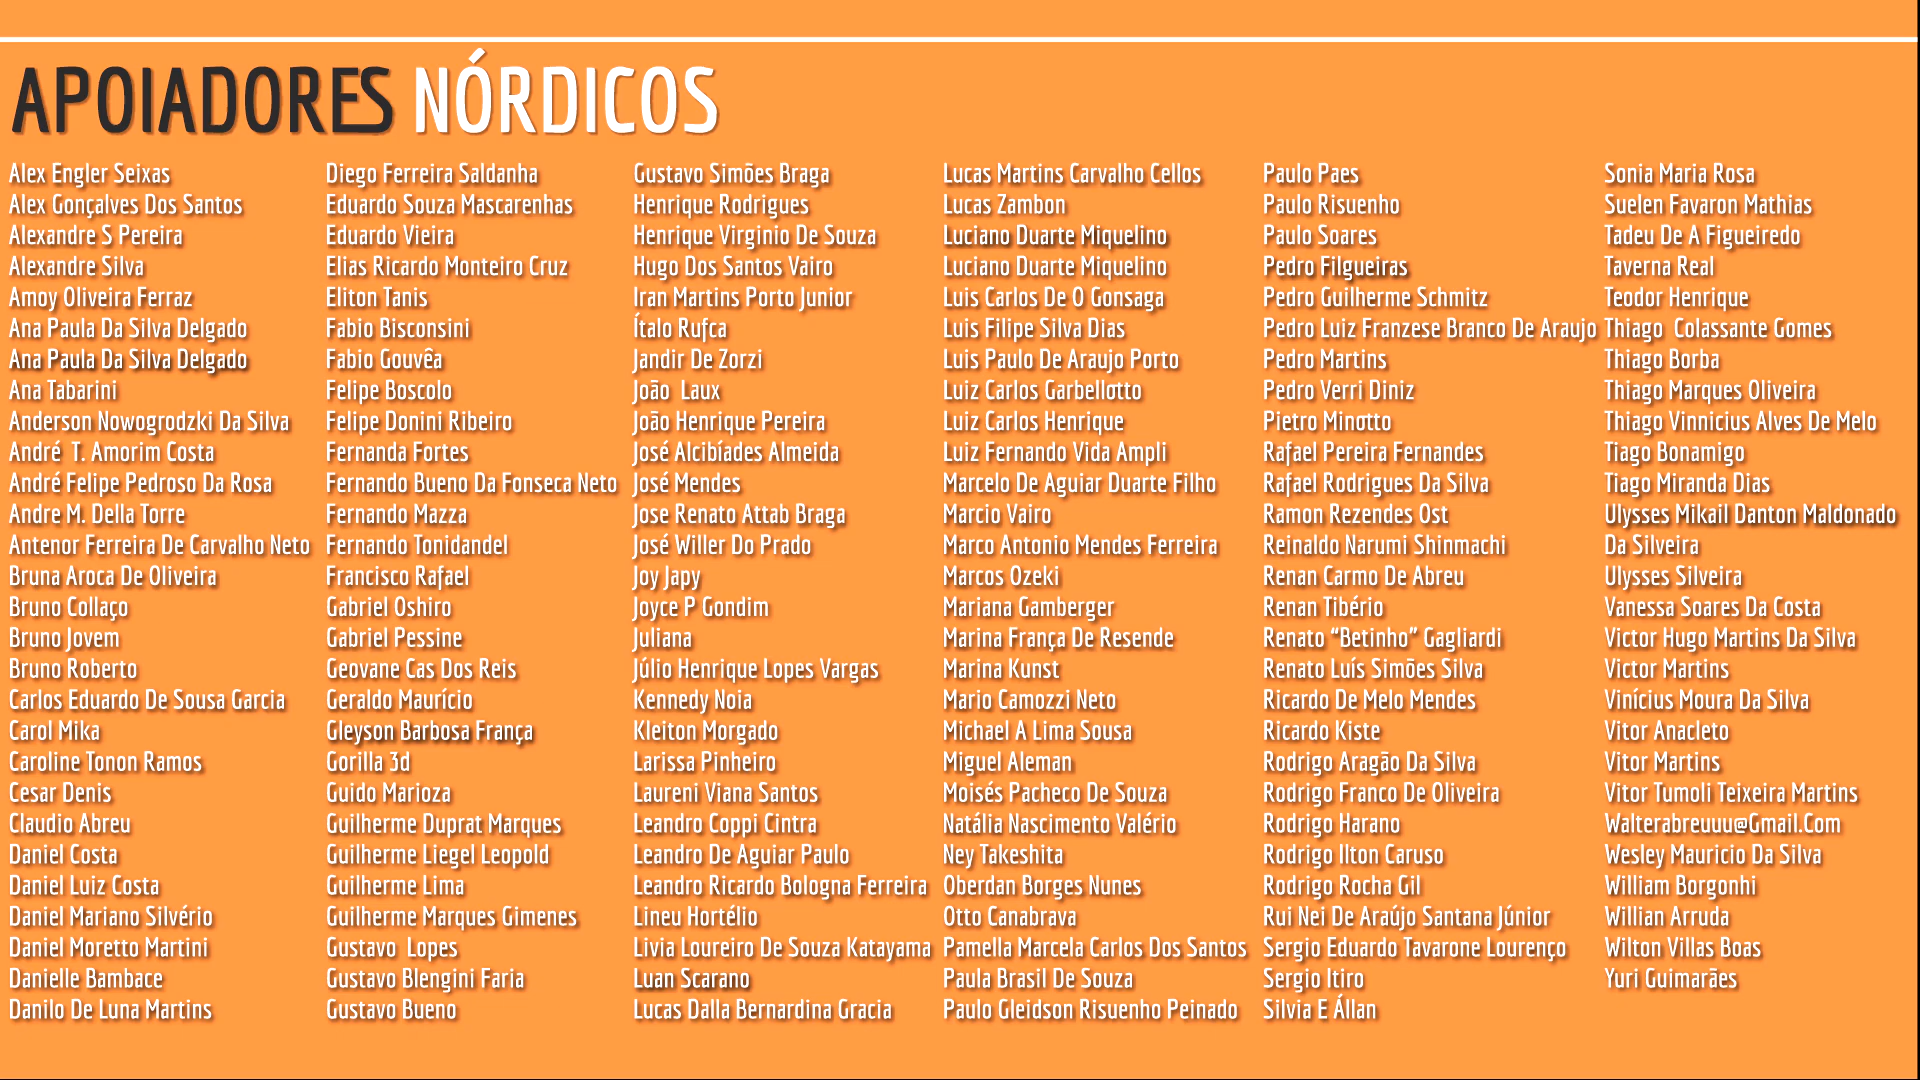 APOIADORES NÓRDICOS
Alex Engler Seixas
Alex Gonçalves Dos Santos
Alexandre S Pereira
Alexandre Silva
Amoy Oliveira Ferraz
Ana Paula Da Silva Delgado
Ana Paula Da Silva Delgado
Ana Tabarini
Anderson Nowogrodzki Da Silva
André  T. Amorim Costa
André Felipe Pedroso Da Rosa
Andre M. Della Torre
Antenor Ferreira De Carvalho Neto
Bruna Aroca De Oliveira
Bruno Collaço
Bruno Jovem
Bruno Roberto
Carlos Eduardo De Sousa Garcia
Carol Mika
Caroline Tonon Ramos
Cesar Denis
Claudio Abreu
Daniel Costa
Daniel Luiz Costa
Daniel Mariano Silvério
Daniel Moretto Martini
Danielle Bambace
Danilo De Luna Martins
Diego Ferreira Saldanha
Eduardo Souza Mascarenhas
Eduardo Vieira
Elias Ricardo Monteiro Cruz
Eliton Tanis
Fabio Bisconsini
Fabio Gouvêa
Felipe Boscolo
Felipe Donini Ribeiro
Fernanda Fortes
Fernando Bueno Da Fonseca Neto
Fernando Mazza
Fernando Tonidandel
Francisco Rafael
Gabriel Oshiro
Gabriel Pessine
Geovane Cas Dos Reis
Geraldo Maurício
Gleyson Barbosa França
Gorilla 3d
Guido Marioza
Guilherme Duprat Marques
Guilherme Liegel Leopold
Guilherme Lima
Guilherme Marques Gimenes
Gustavo  Lopes
Gustavo Blengini Faria
Gustavo Bueno
Gustavo Simões Braga
Henrique Rodrigues
Henrique Virginio De Souza
Hugo Dos Santos Vairo
Iran Martins Porto Junior
Ítalo Rufca
Jandir De Zorzi
João  Laux
João Henrique Pereira
José Alcibíades Almeida
José Mendes
Jose Renato Attab Braga
José Willer Do Prado
Joy Japy
Joyce P Gondim
Juliana
Júlio Henrique Lopes Vargas
Kennedy Noia
Kleiton Morgado
Larissa Pinheiro
Laureni Viana Santos
Leandro Coppi Cintra
Leandro De Aguiar Paulo
Leandro Ricardo Bologna Ferreira
Lineu Hortélio
Livia Loureiro De Souza Katayama
Luan Scarano
Lucas Dalla Bernardina Gracia
Lucas Martins Carvalho Cellos
Lucas Zambon
Luciano Duarte Miquelino
Luciano Duarte Miquelino
Luis Carlos De O Gonsaga
Luis Filipe Silva Dias
Luis Paulo De Araujo Porto
Luiz Carlos Garbellotto
Luiz Carlos Henrique
Luiz Fernando Vida Ampli
Marcelo De Aguiar Duarte Filho
Marcio Vairo
Marco Antonio Mendes Ferreira
Marcos Ozeki
Mariana Gamberger
Marina França De Resende
Marina Kunst
Mario Camozzi Neto
Michael A Lima Sousa
Miguel Aleman
Moisés Pacheco De Souza
Natália Nascimento Valério
Ney Takeshita
Oberdan Borges Nunes
Otto Canabrava
Pamella Marcela Carlos Dos Santos
Paula Brasil De Souza
Paulo Gleidson Risuenho Peinado
Paulo Paes
Paulo Risuenho
Paulo Soares
Pedro Filgueiras
Pedro Guilherme Schmitz
Pedro Luiz Franzese Branco De Araujo
Pedro Martins
Pedro Verri Diniz
Pietro Minotto
Rafael Pereira Fernandes
Rafael Rodrigues Da Silva
Ramon Rezendes Ost
Reinaldo Narumi Shinmachi
Renan Carmo De Abreu
Renan Tibério
Renato “Betinho” Gagliardi
Renato Luís Simões Silva
Ricardo De Melo Mendes
Ricardo Kiste
Rodrigo Aragão Da Silva
Rodrigo Franco De Oliveira
Rodrigo Harano
Rodrigo Ilton Caruso
Rodrigo Rocha Gil
Rui Nei De Araújo Santana Júnior
Sergio Eduardo Tavarone Lourenço
Sergio Itiro
Silvia E Állan
Sonia Maria Rosa
Suelen Favaron Mathias
Tadeu De A Figueiredo
Taverna Real
Teodor Henrique
Thiago  Colassante Gomes
Thiago Borba
Thiago Marques Oliveira
Thiago Vinnicius Alves De Melo
Tiago Bonamigo
Tiago Miranda Dias
Ulysses Mikail Danton Maldonado
Da Silveira
Ulysses Silveira
Vanessa Soares Da Costa
Victor Hugo Martins Da Silva
Victor Martins
Vinícius Moura Da Silva
Vitor Anacleto
Vitor Martins
Vitor Tumoli Teixeira Martins
Walterabreuuu@Gmail.Com
Wesley Mauricio Da Silva
William Borgonhi
Willian Arruda
Wilton Villas Boas
Yuri Guimarães